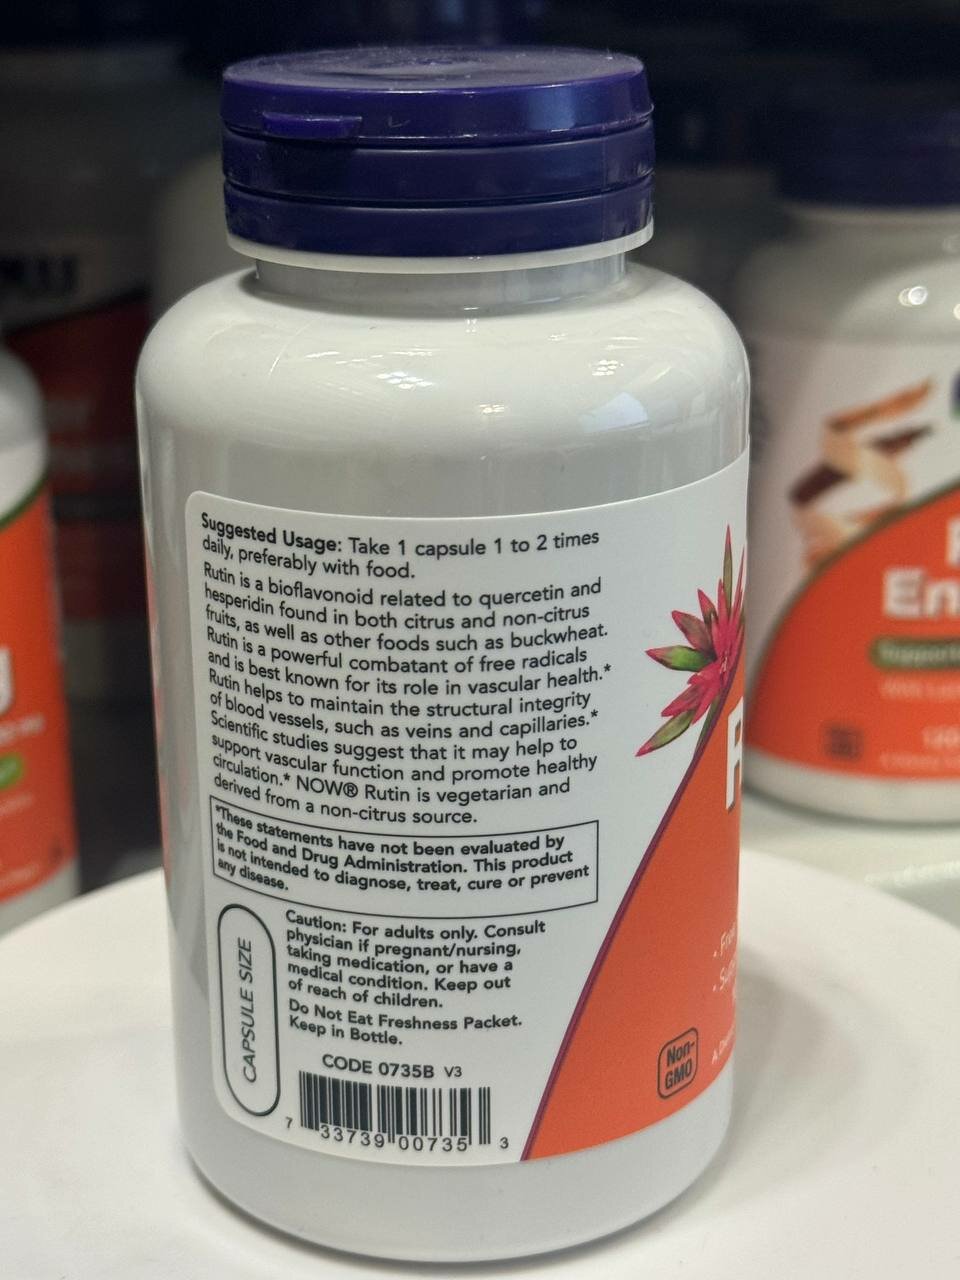 Suggested Usage: Take 1 capsule 1 to 2 times
daily, preferably with food.
Rutin is a bioflavonoid related to quercetin and
hesperidin found in both citrus and non-citrus
fruits, as well as other foods such as buckwheat.
Rutin is a powerful combatant of free radicals
and is best known for its role in vascular health.*
Rutin helps to maintain the structural integrity
of blood vessels, such as veins and capillaries.*
Scientific studies suggest that it may help to
support vascular function and promote healthy
circulation.* NOW® Rutin is vegetarian and
derived from a non-citrus source.
*These statements have not been evaluated by
the Food and Drug Administration. This product
is not intended to diagnose, treat, cure or prevent
any disease.
CAPSULE SIZE
Caution: For adults only. Consult
physician if pregnant/nursing,
taking medication, or have a
medical condition. Keep out
of reach of children.
Do Not Eat Freshness Packet.
Keep in Bottle.
CODE 0735B V3
7 33739 00735 3
Non-
GMO